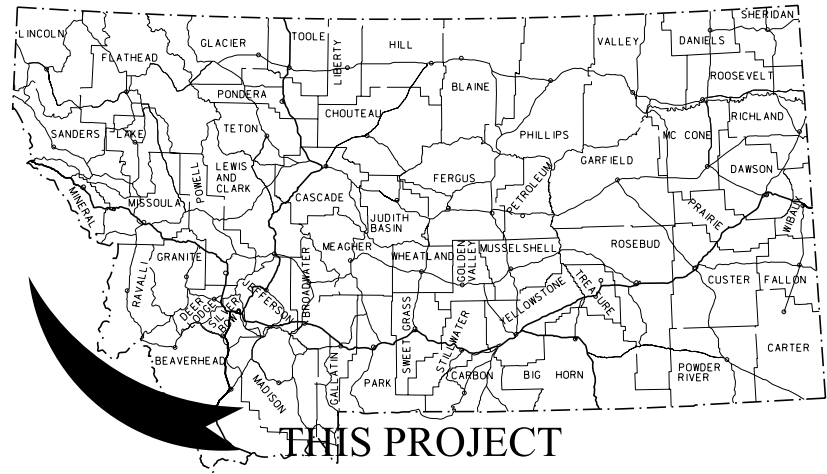 SHERIDAN
LINCOLN
GLACIER
TOOLE
LIBERTY
HILL
VALLEY
DANIELS
FLATHEAD
ROOSEVELT
BLAINE
PONDERA
CHOUTEAU
RICHLAND
SANDERS
LAKE
TETON
PHILLIPS
MC CONE
GARFIELD
LEWIS
AND
CLARK
POWELL
FERGUS
DAWSON
PETROLEUM
MINERAL
MISSOULA
CASCADE
JUDITH
BASIN
PRAIRIE
WIBAUX
MEAGHER
WHEATLAND
GOLDEN
VALLEY
MUSSELSHELL
ROSEBUD
GRANITE
RAVALLI
BROADWATER
JEFFERSON
DEER
LODGE
SILVER
BOW
CUSTER
FALLON
TREASURE
YELLOWSTONE
SWEET GRASS
STILLWATER
BEAVERHEAD
MADISON
GALLATIN
PARK
CARBON
BIG HORN
POWDER
RIVER
CARTER
THIS PROJECT